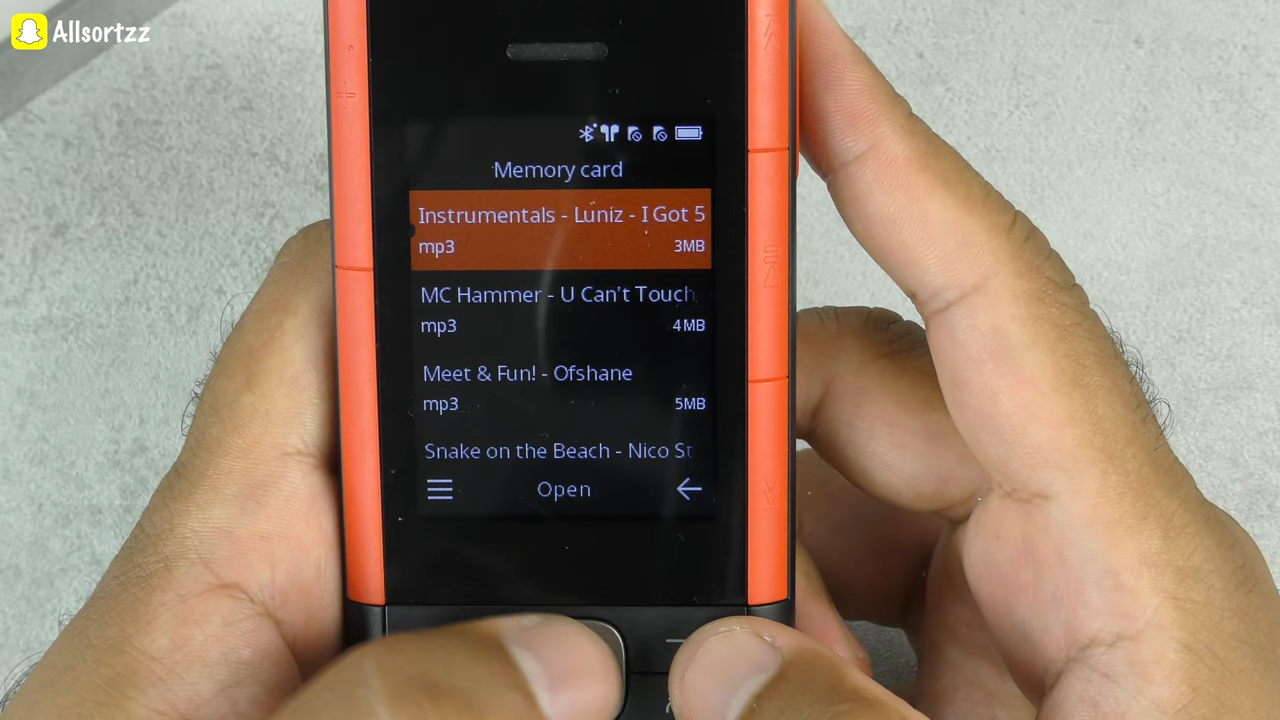 Allsortzz
Memory card
Instrumentals - Luniz - I Got 5
mp3 3MB
MC Hammer - U Can't Touch
mp3 4MB
Meet & Fun! - Ofshane
mp3 5MB
Snake on the Beach - Nico St
Open